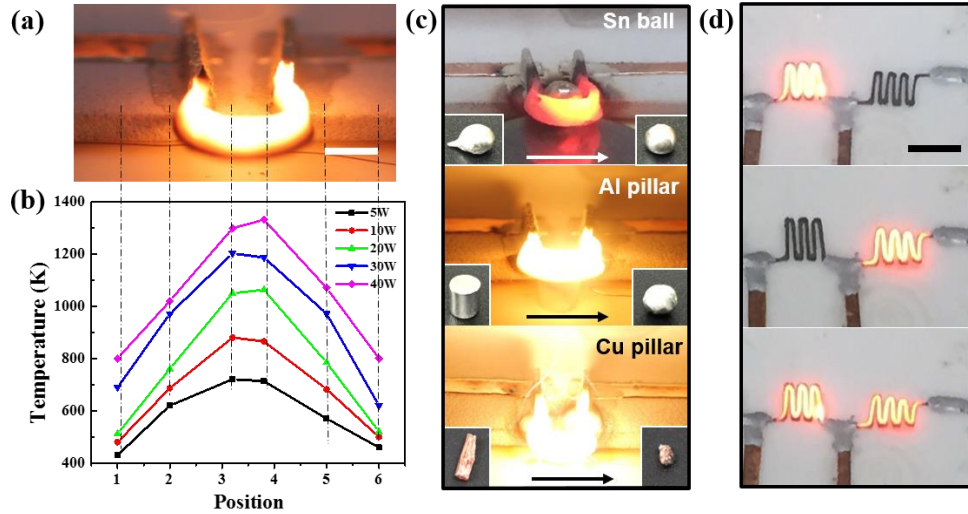 (a)
(b)
1400
1200
1000
800
600
400
Temperature (K)
5W
10W
20W
30W
40W
1 2 3 4 5 6
Position
(c)
Sn ball
Al pillar
Cu pillar
(d)